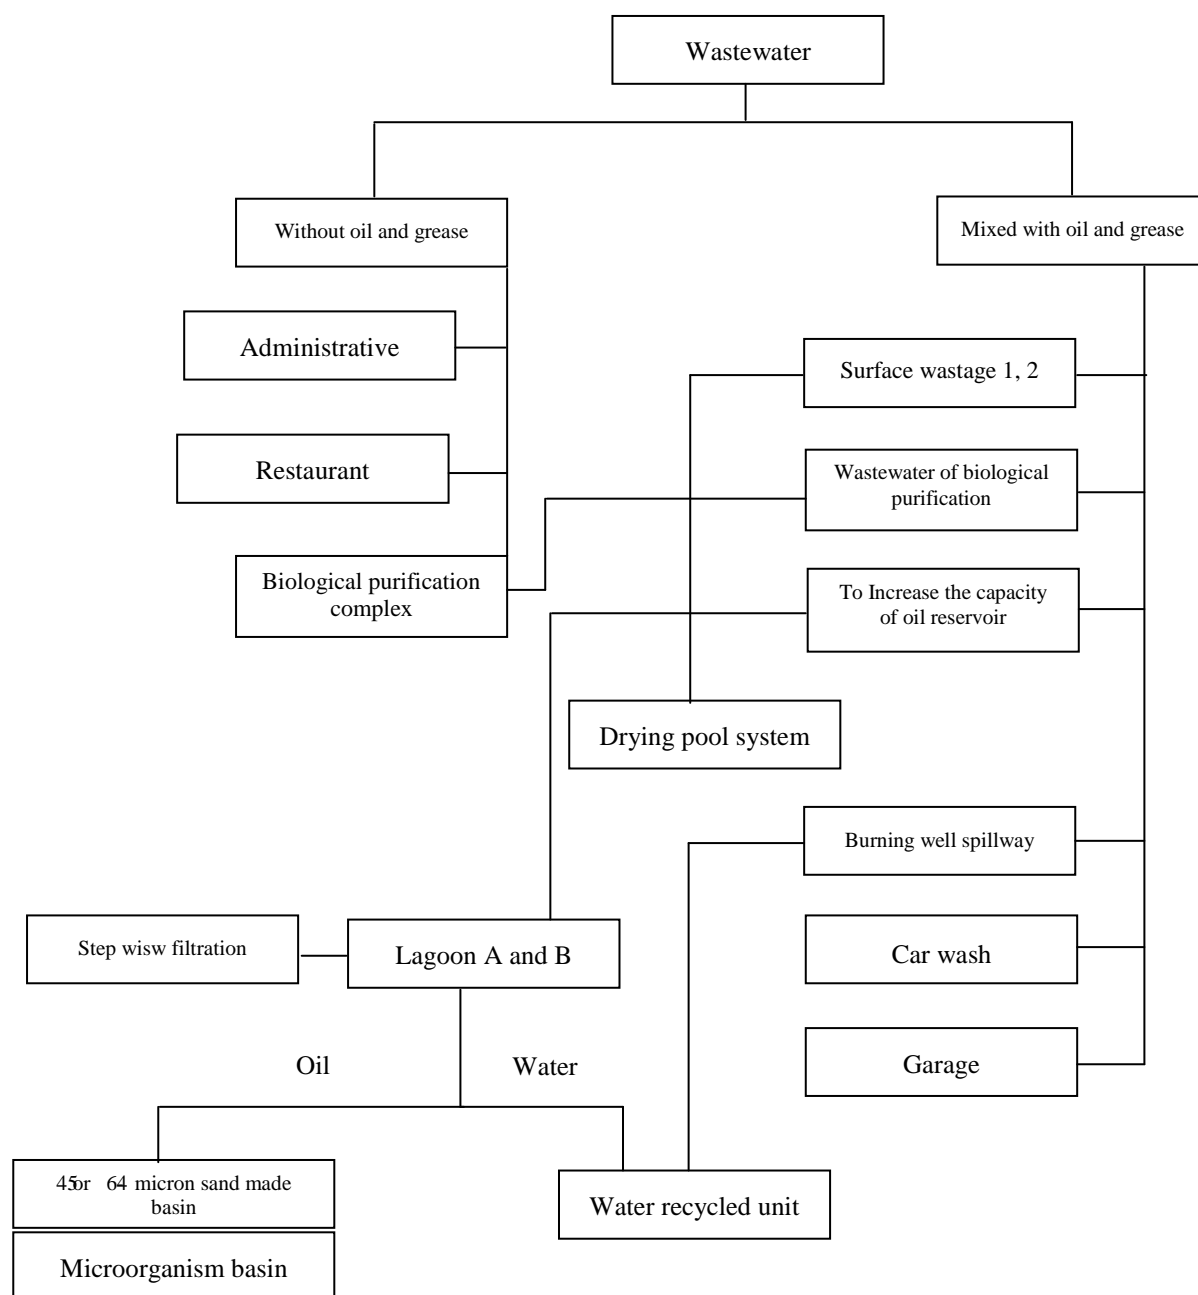 Wastewater
Without oil and grease
Mixed with oil and grease
Administrative
Surface wastage 1, 2
Restaurant
Wastewater of biological
purification
Biological purification
complex
To Increase the capacity
of oil reservoir
Drying pool system
Burning well spillway
Step wisw filtration
Lagoon A and B
Car wash
Oil
Water
Garage
45or 64 micron sand made
basin
Water recycled unit
Microorganism basin